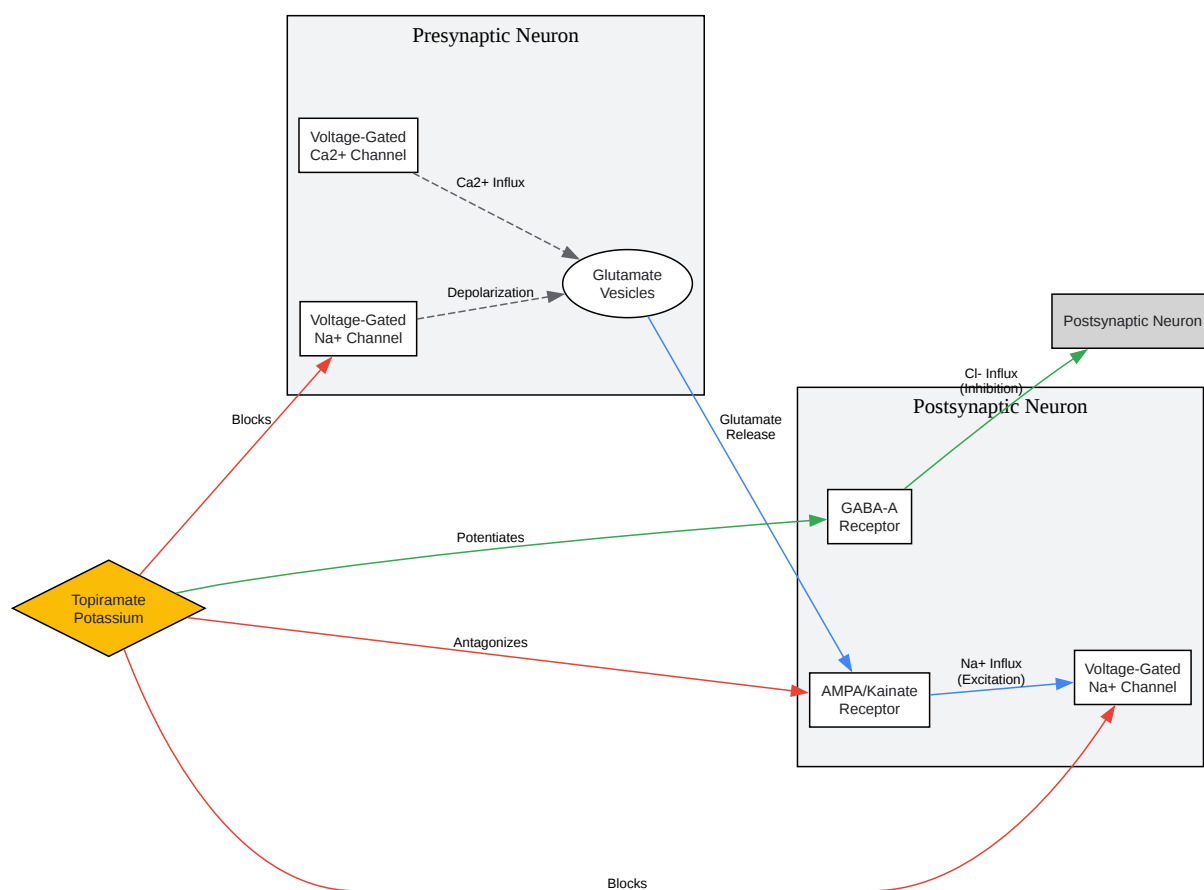 Presynaptic Neuron
Voltage-Gated
Ca2+ Channel
Ca2+ Influx
Glutamate
Vesicles
Depolarization
Voltage-Gated
Na+ Channel
Postsynaptic Neuron
Cl- Influx
(Inhibition)
Postsynaptic Neuron
Blocks
Glutamate
Release
GABA-A
Receptor
Potentiates
Topiramate
Potassium
Antagonizes
Na+ Influx
(Excitation)
Voltage-Gated
Na+ Channel
AMPA/Kainate
Receptor
Blocks